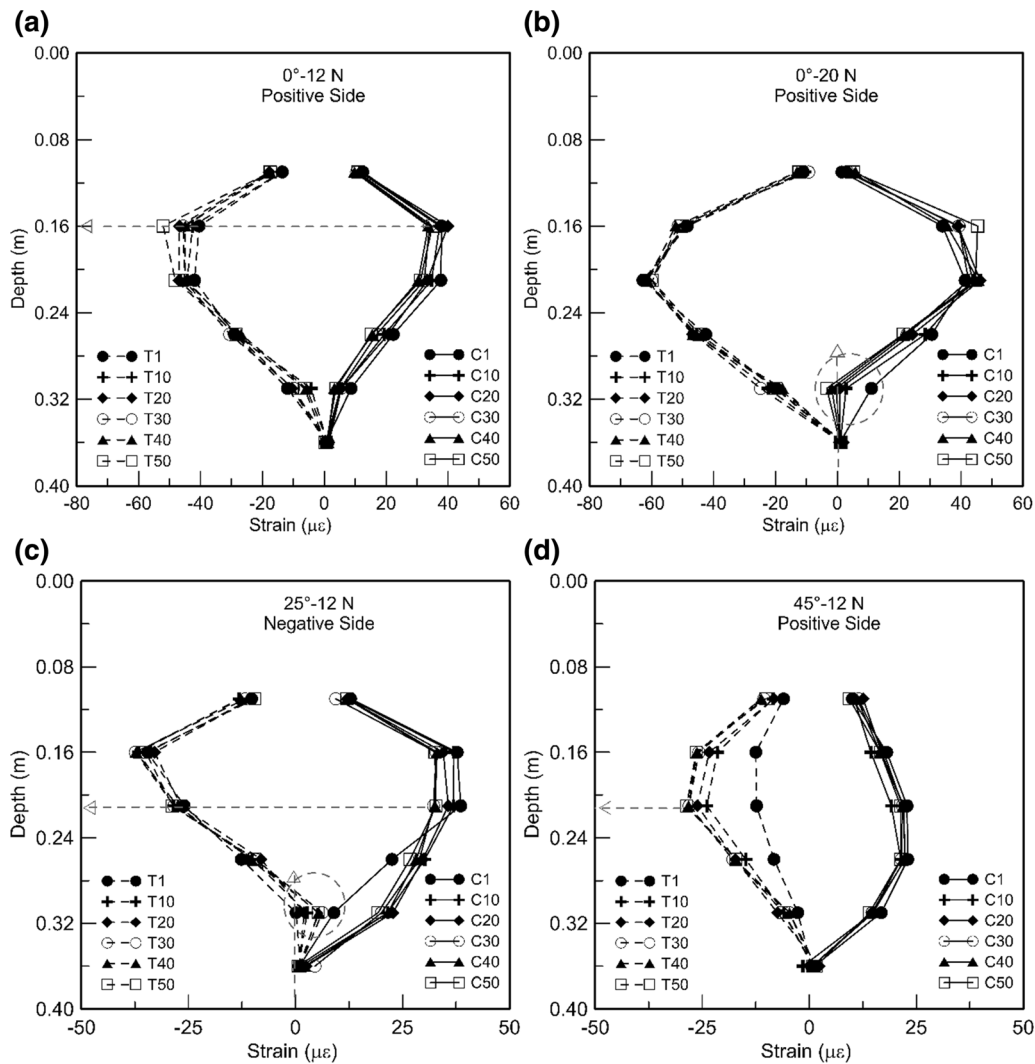 (a)
0.00
0°-12 N
Positive Side
0.08
0.16
Depth (m)
0.24
T1
T10
T20
T30
T40
T50
C1
C10
C20
C30
C40
C50
0.32
0.40
-80 -60 -40 -20 0 20 40 60
Strain (με)
(b)
0.00
0°-20 N
Positive Side
0.08
0.16
Depth (m)
0.24
T1
T10
T20
T30
T40
T50
C1
C10
C20
C30
C40
C50
0.32
0.40
-80 -60 -40 -20 0 20 40 60
Strain (με)
(c)
0.00
25°-12 N
Negative Side
0.08
0.16
Depth (m)
0.24
T1
T10
T20
T30
T40
T50
C1
C10
C20
C30
C40
C50
0.32
0.40
-50 -25 0 25 50
Strain (με)
(d)
0.00
45°-12 N
Positive Side
0.08
0.16
Depth (m)
0.24
T1
T10
T20
T30
T40
T50
C1
C10
C20
C30
C40
C50
0.32
0.40
-50 -25 0 25 50
Strain (με)